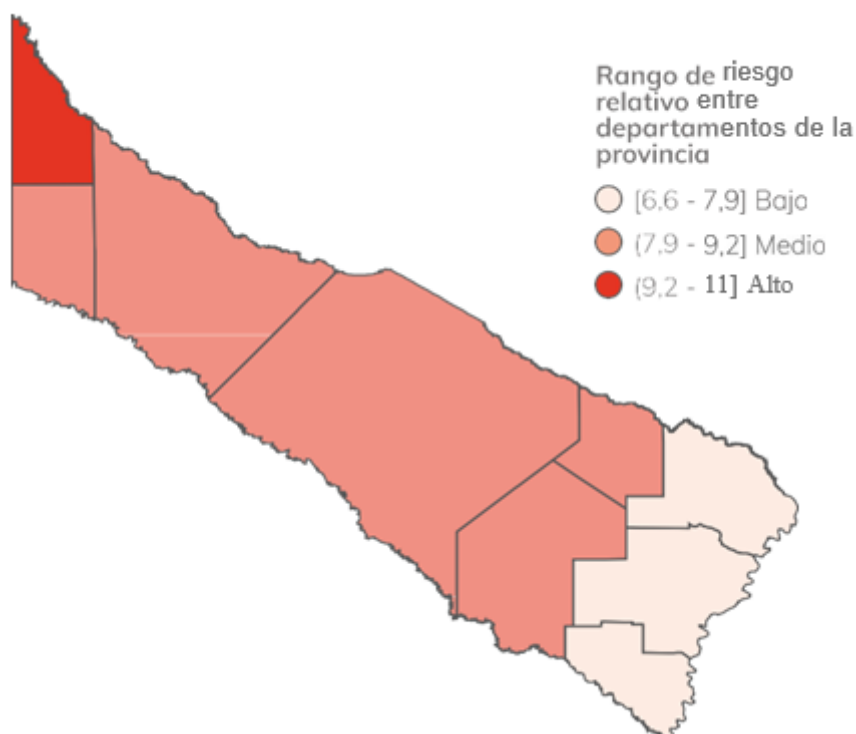 Rango de riesgo
relativo entre
departamentos de la
provincia
[6,6 - 7,9] Bajo
(7,9 - 9,2] Medio
(9,2 - 11] Alto